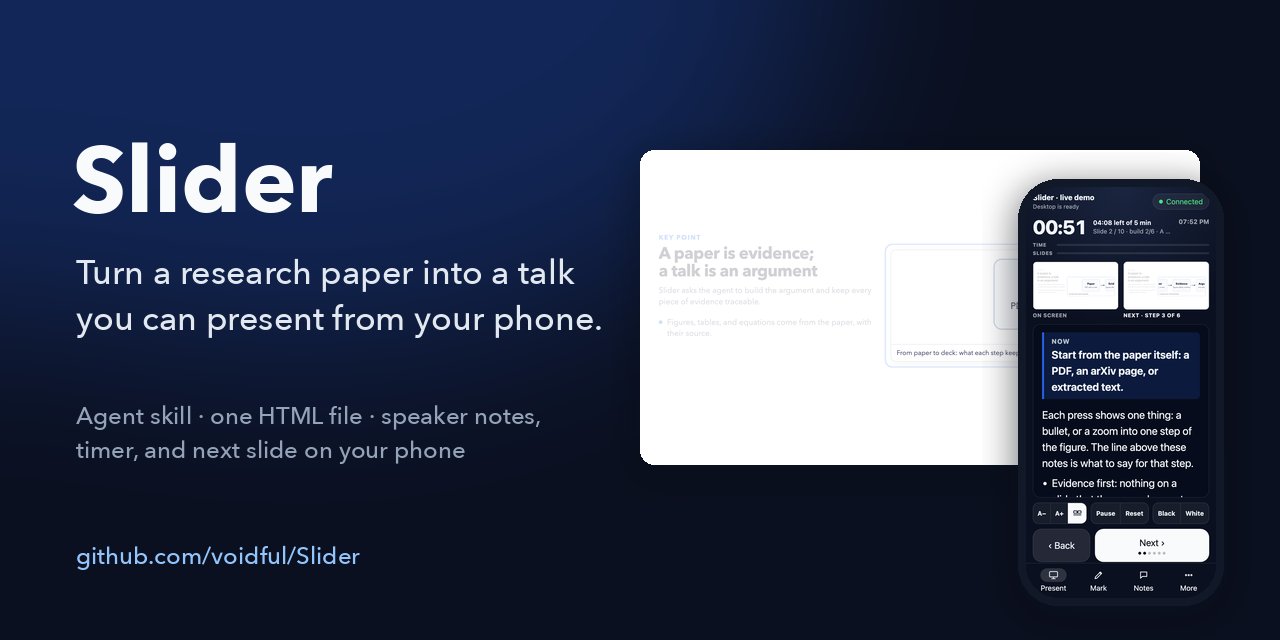 Slider
Turn a research paper into a talk
you can present from your phone.
Agent skill · one HTML file · speaker notes,
timer, and next slide on your phone
github.com/voidful/Slider
KEY POINT
A paper is evidence;
a talk is an argument
Slider asks the agent to build the argument and keep every
piece of evidence traceable.
• Figures, tables, and equations come from the paper, with
their source.
From paper to deck: what each step keep
Slider · live demo
Desktop is ready
Connected
00:51
04:08 left of 5 min
Slide 2 / 10 · build 2/6 · A ...
07:52 PM
TIME
SLIDES
ON SCREEN
NEXT · STEP 3 OF 6
NOW
Start from the paper itself: a
PDF, an arXiv page, or
extracted text.
Each press shows one thing: a
bullet, or a zoom into one step of
the figure. The line above these
notes is what to say for that step.
• Evidence first: nothing on a
A−
A+
Pause
Reset
Black
White
‹ Back
Next ›
Present
Mark
Notes
More